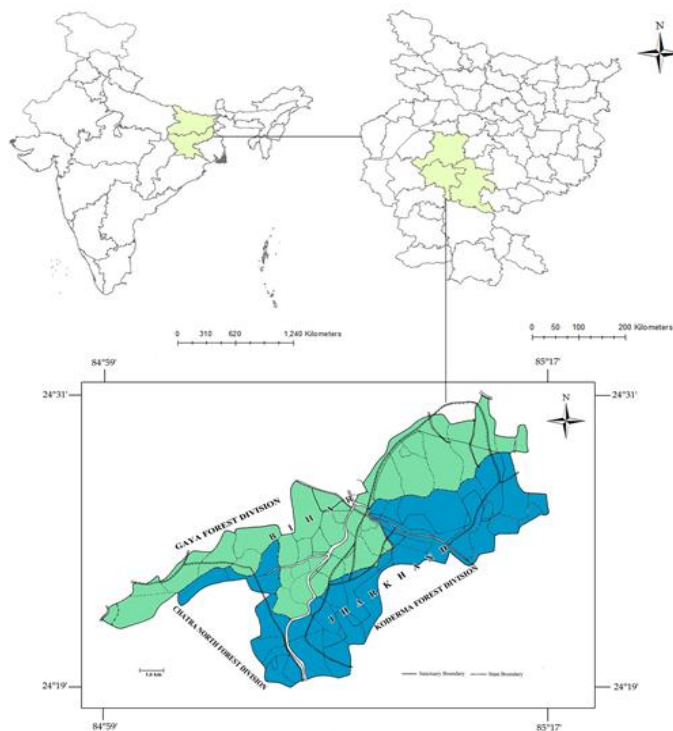 N
0 310 620 1,240 Kilometers
0 50 100 200 Kilometers
84°59' 85°17'
24°31' 24°31'
N
GAYA FOREST DIVISION
BIHAR
JHARKHAND
KODERMA FOREST DIVISION
CHATRA NORTH FOREST DIVISION
Sanctuary Boundary State Boundary
24°19' 24°19'
84°59' 85°17'